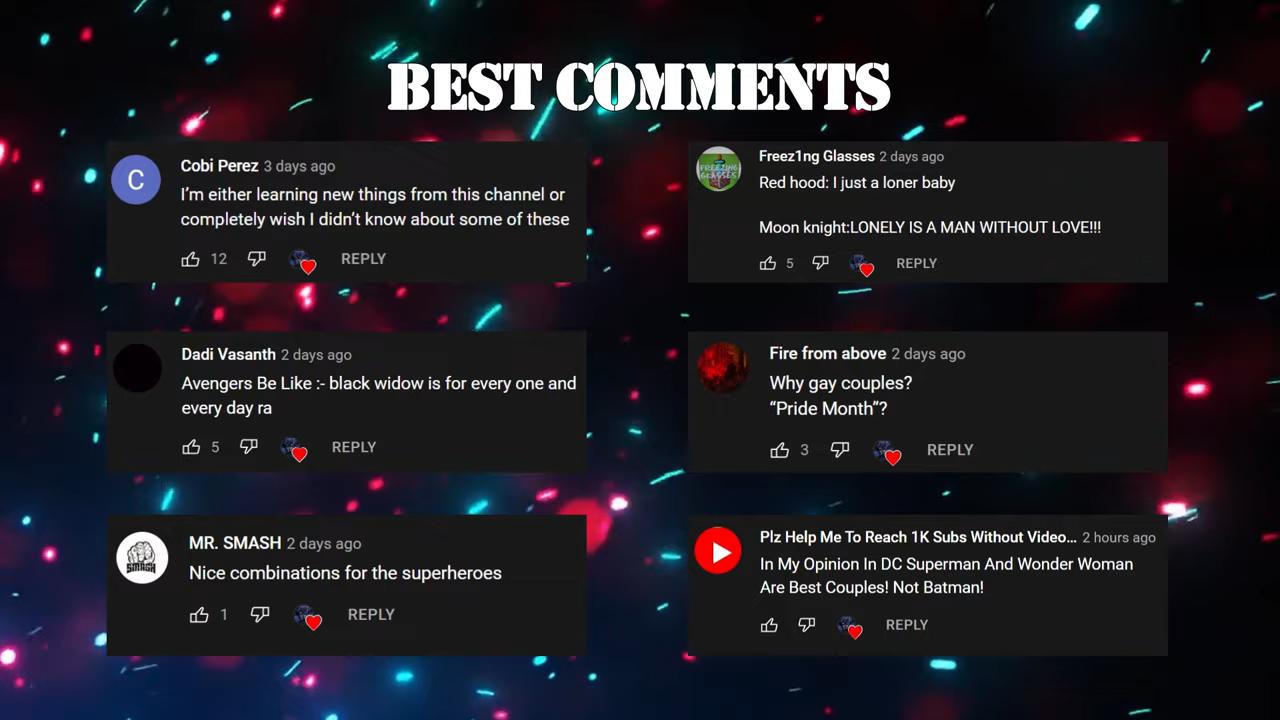 BEST COMMENTS
Cobi Perez 3 days ago
I'm either learning new things from this channel or
completely wish I didn't know about some of these
12 REPLY
Dadi Vasanth 2 days ago
Avengers Be Like :- black widow is for every one and
every day ra
5 REPLY
MR. SMASH 2 days ago
Nice combinations for the superheroes
1 REPLY
C
SMASH
FREEZING
GLASSES
Freez1ng Glasses 2 days ago
Red hood: I just a loner baby
Moon knight:LONELY IS A MAN WITHOUT LOVE!!!
5 REPLY
Fire from above 2 days ago
Why gay couples?
“Pride Month”?
3 REPLY
Plz Help Me To Reach 1K Subs Without Video... 2 hours ago
In My Opinion In DC Superman And Wonder Woman
Are Best Couples! Not Batman!
REPLY